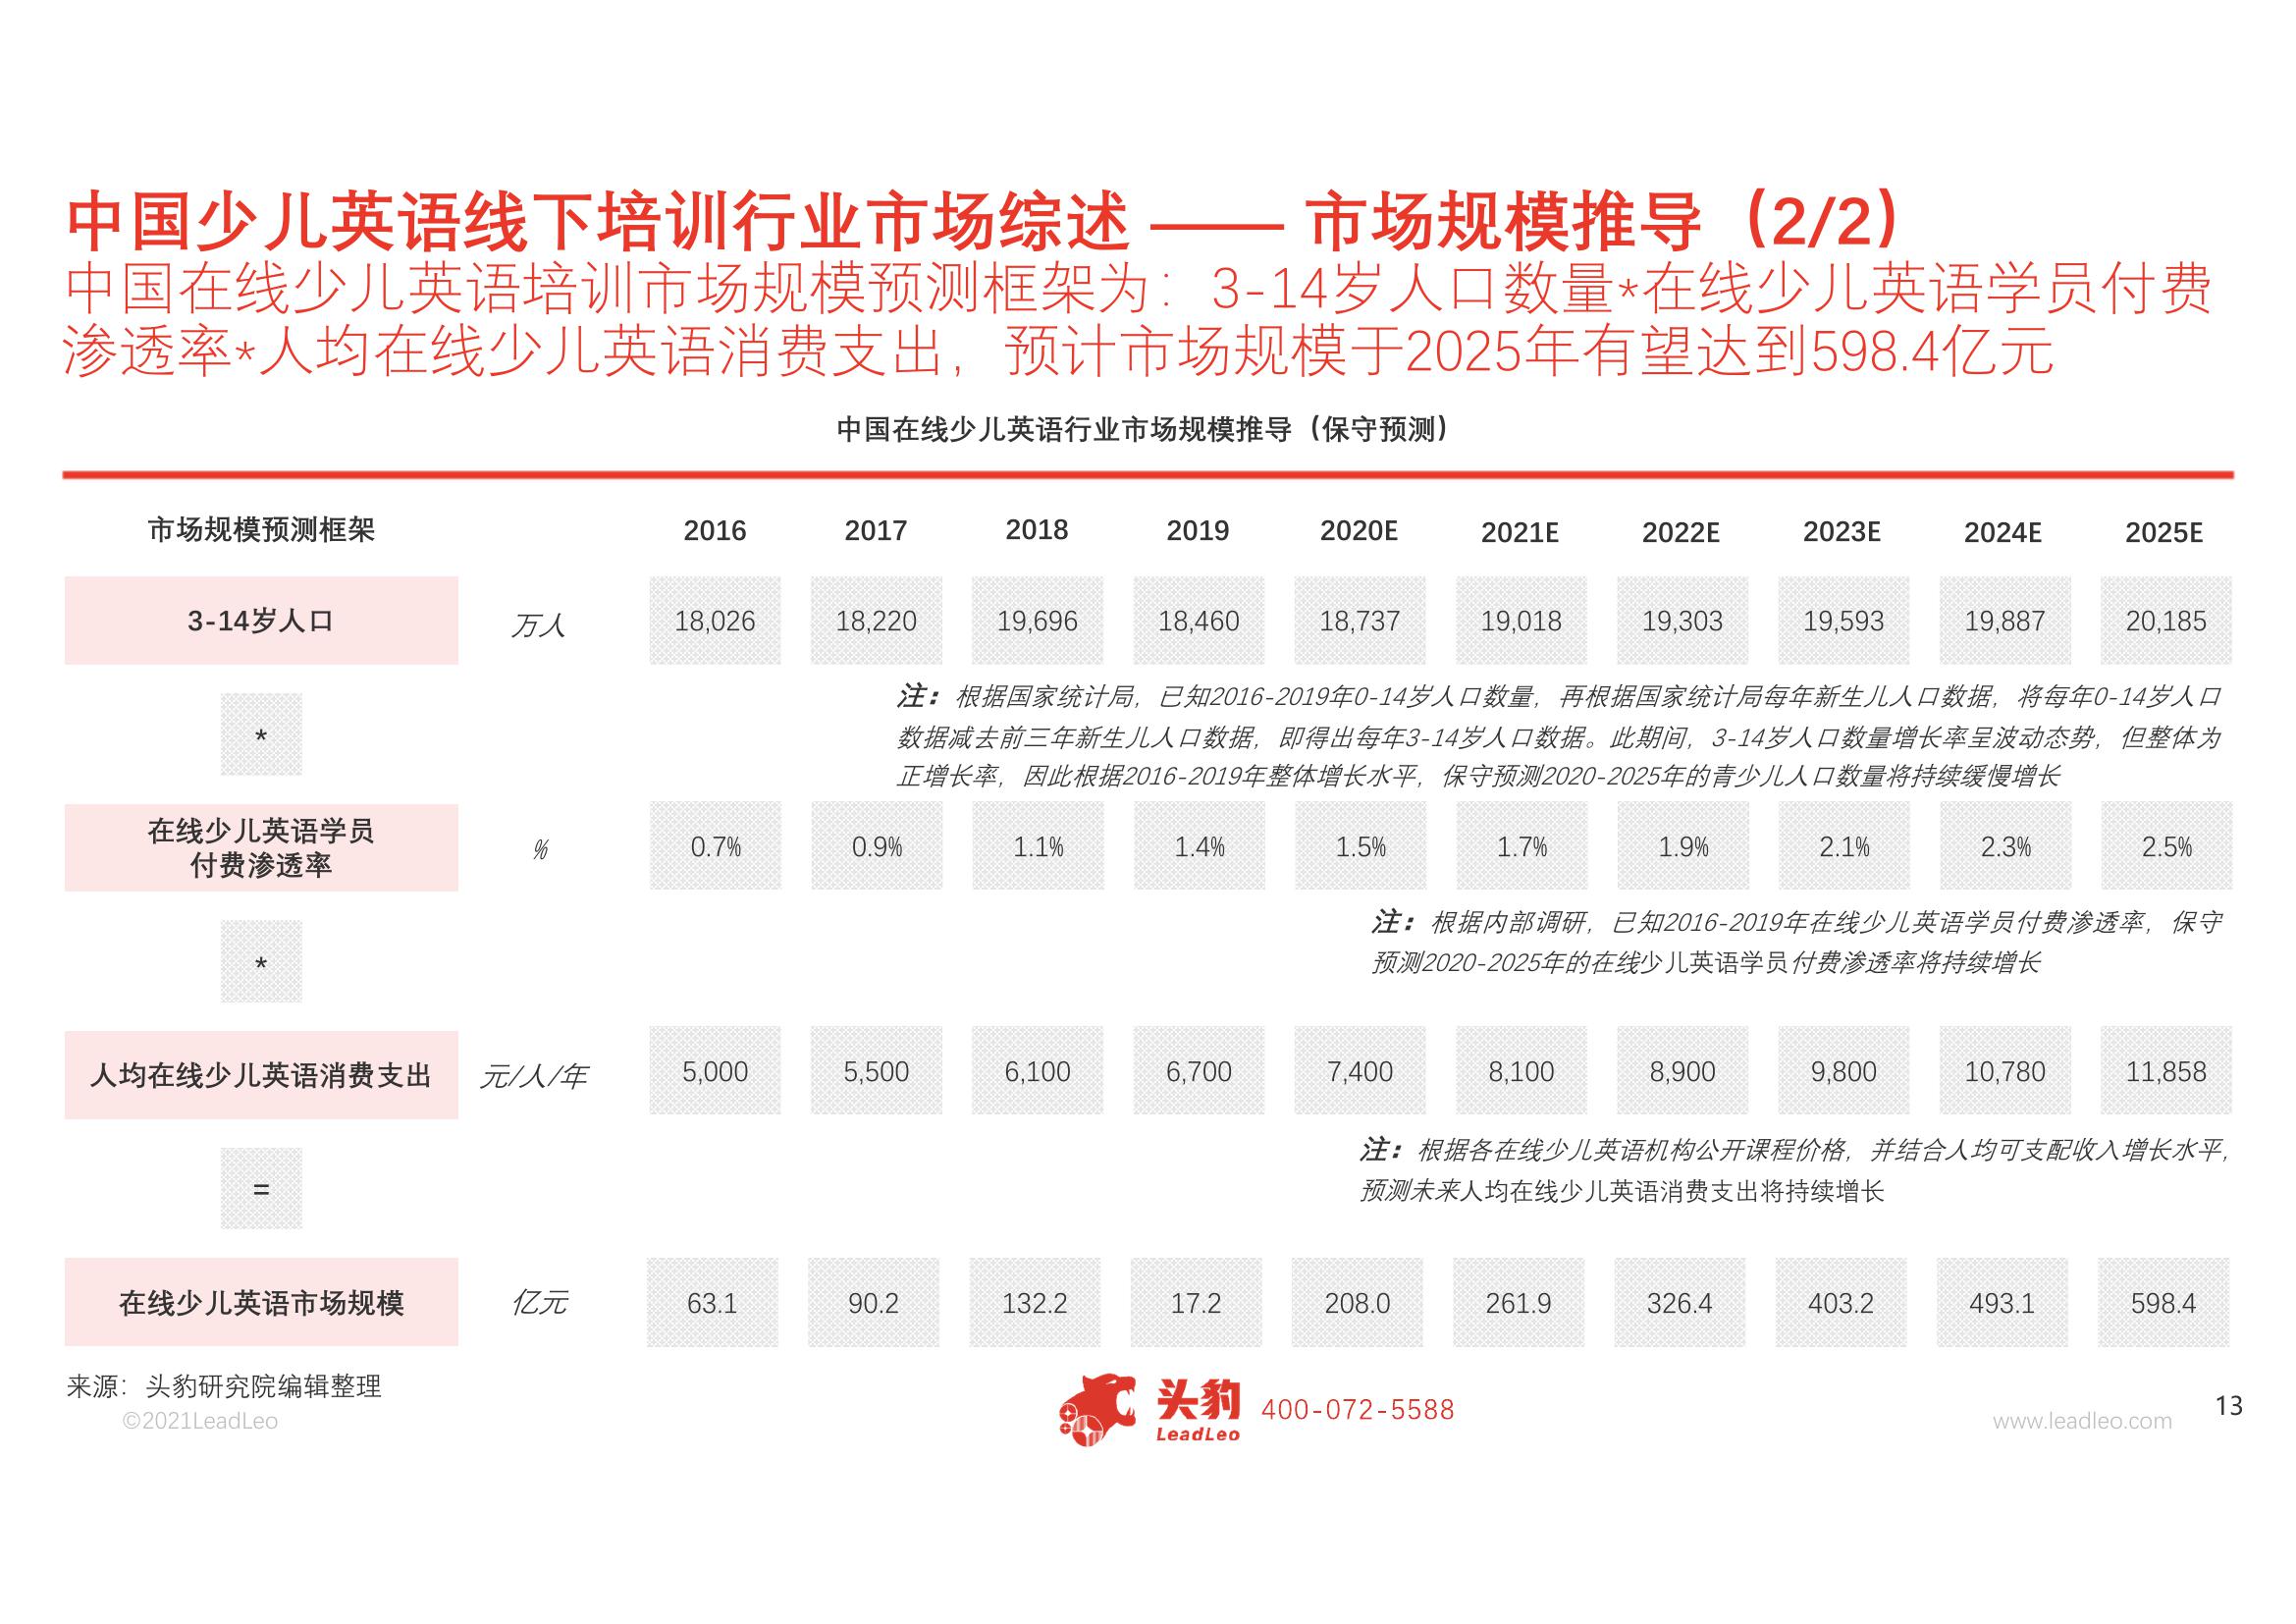 中国少儿英语线下培训行业市场综述 —— 市场规模推导（2/2）
中国在线少儿英语培训市场规模预测框架为：3-14岁人口数量*在线少儿英语学员付费
渗透率*人均在线少儿英语消费支出，预计市场规模于2025年有望达到598.4亿元
中国在线少儿英语行业市场规模推导（保守预测）
市场规模预测框架 2016 2017 2018 2019 2020E 2021E 2022E 2023E 2024E 2025E
3-14岁人口 万人 18,026 18,220 19,696 18,460 18,737 19,018 19,303 19,593 19,887 20,185
注：根据国家统计局，已知2016-2019年0-14岁人口数量，再根据国家统计局每年新生儿人口数据，将每年0-14岁人口
数据减去前三年新生儿人口数据，即得出每年3-14岁人口数据。此期间，3-14岁人口数量增长率呈波动态势，但整体为
正增长率，因此根据2016-2019年整体增长水平，保守预测2020-2025年的青少儿人口数量将持续缓慢增长
*
在线少儿英语学员
付费渗透率 % 0.7% 0.9% 1.1% 1.4% 1.5% 1.7% 1.9% 2.1% 2.3% 2.5%
注：根据内部调研，已知2016-2019年在线少儿英语学员付费渗透率，保守
预测2020-2025年的在线少儿英语学员付费渗透率将持续增长
*
人均在线少儿英语消费支出 元/人/年 5,000 5,500 6,100 6,700 7,400 8,100 8,900 9,800 10,780 11,858
注：根据各在线少儿英语机构公开课程价格，并结合人均可支配收入增长水平，
预测未来人均在线少儿英语消费支出将持续增长
=
在线少儿英语市场规模 亿元 63.1 90.2 132.2 17.2 208.0 261.9 326.4 403.2 493.1 598.4
来源：头豹研究院编辑整理
©2021LeadLeo
头豹
LeadLeo
400-072-5588
www.leadleo.com
13